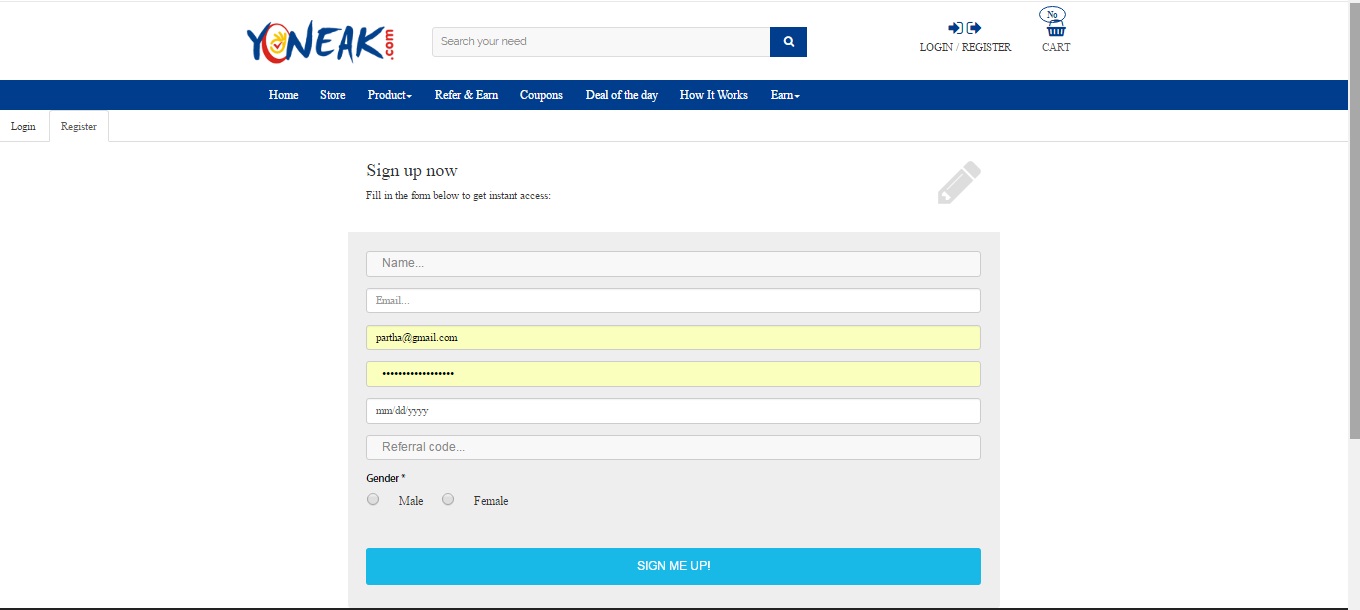 YONEAK.com
Search your need
LOGIN / REGISTER
No
CART
Home Store Product Refer & Earn Coupons Deal of the day How It Works Earn
Login Register
Sign up now
Fill in the form below to get instant access:
Name...
Email...
partha@gmail.com
••••••••••••••••••
mm/dd/yyyy
Referral code...
Gender *
Male Female
SIGN ME UP!